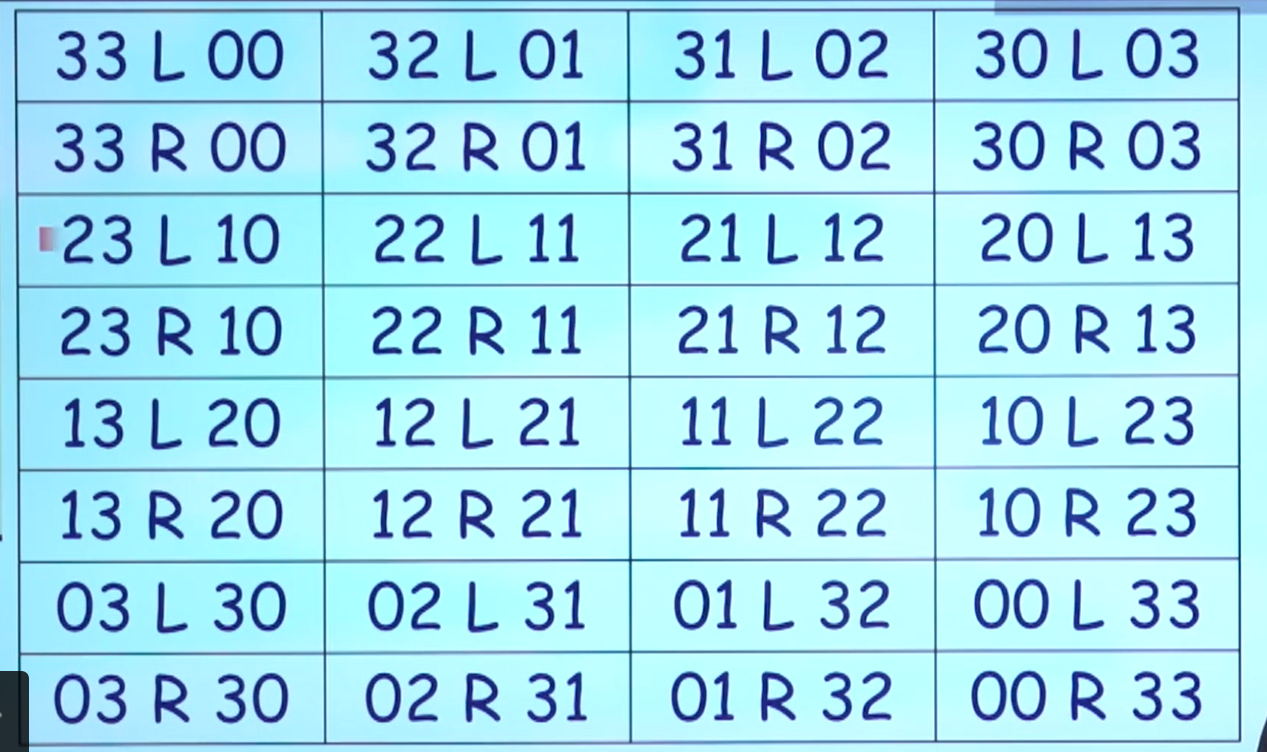 33 L 00 32 L 01 31 L 02 30 L 03
33 R 00 32 R 01 31 R 02 30 R 03
23 L 10 22 L 11 21 L 12 20 L 13
23 R 10 22 R 11 21 R 12 20 R 13
13 L 20 12 L 21 11 L 22 10 L 23
13 R 20 12 R 21 11 R 22 10 R 23
03 L 30 02 L 31 01 L 32 00 L 33
03 R 30 02 R 31 01 R 32 00 R 33